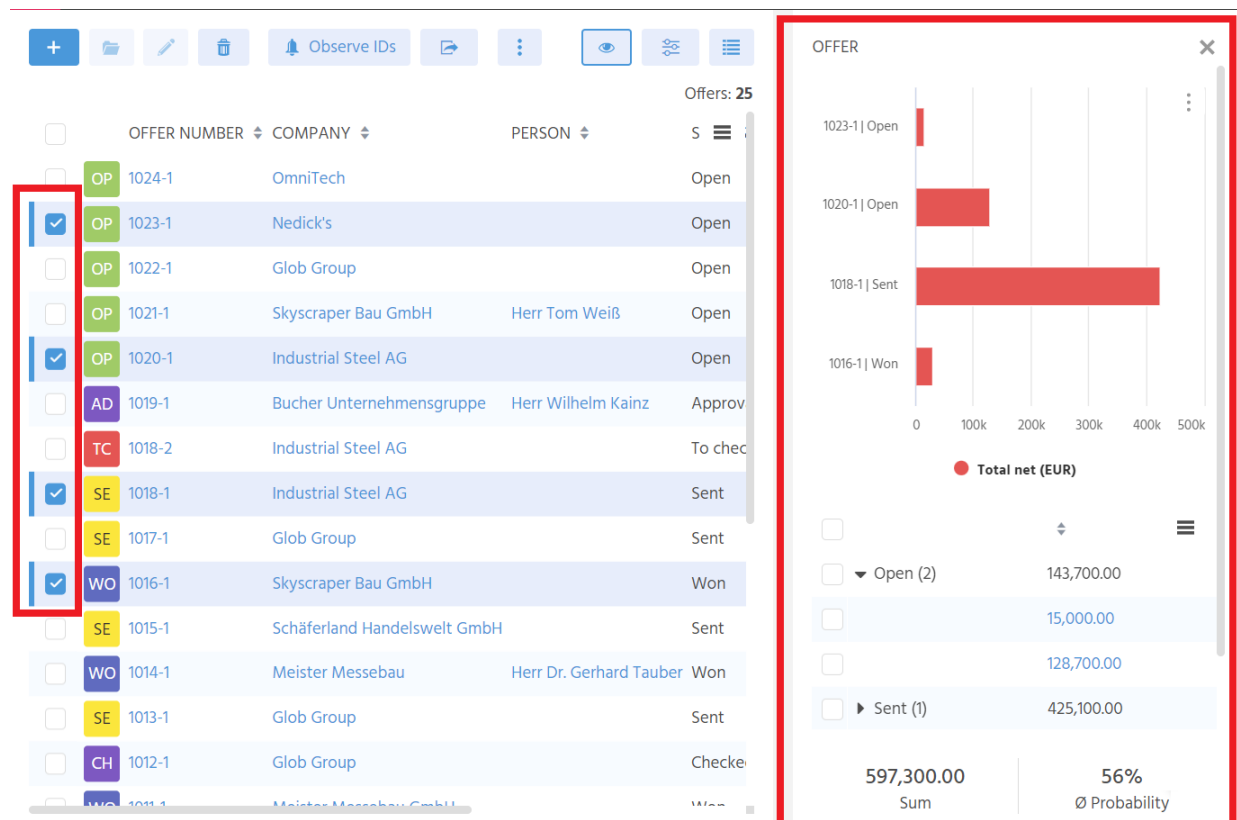 + Observe IDs
Offers: 25
OFFER NUMBER COMPANY PERSON S
OP 1024-1 OmniTech Open
OP 1023-1 Nedick's Open
OP 1022-1 Glob Group Open
OP 1021-1 Skyscraper Bau GmbH Herr Tom Weiß Open
OP 1020-1 Industrial Steel AG Open
AD 1019-1 Bucher Unternehmensgruppe Herr Wilhelm Kainz Approv
TC 1018-2 Industrial Steel AG To chec
SE 1018-1 Industrial Steel AG Sent
SE 1017-1 Glob Group Sent
WO 1016-1 Skyscraper Bau GmbH Won
SE 1015-1 Schäferland Handelswelt GmbH Sent
WO 1014-1 Meister Messebau Herr Dr. Gerhard Tauber Won
SE 1013-1 Glob Group Sent
CH 1012-1 Glob Group Checke
WO 1011-1 Meister Messebau GmbH Won
OFFER
1023-1 | Open
1020-1 | Open
1018-1 | Sent
1016-1 | Won
0 100k 200k 300k 400k 500k
Total net (EUR)
Open (2) 143,700.00
15,000.00
128,700.00
Sent (1) 425,100.00
597,300.00 56%
Sum Ø Probability